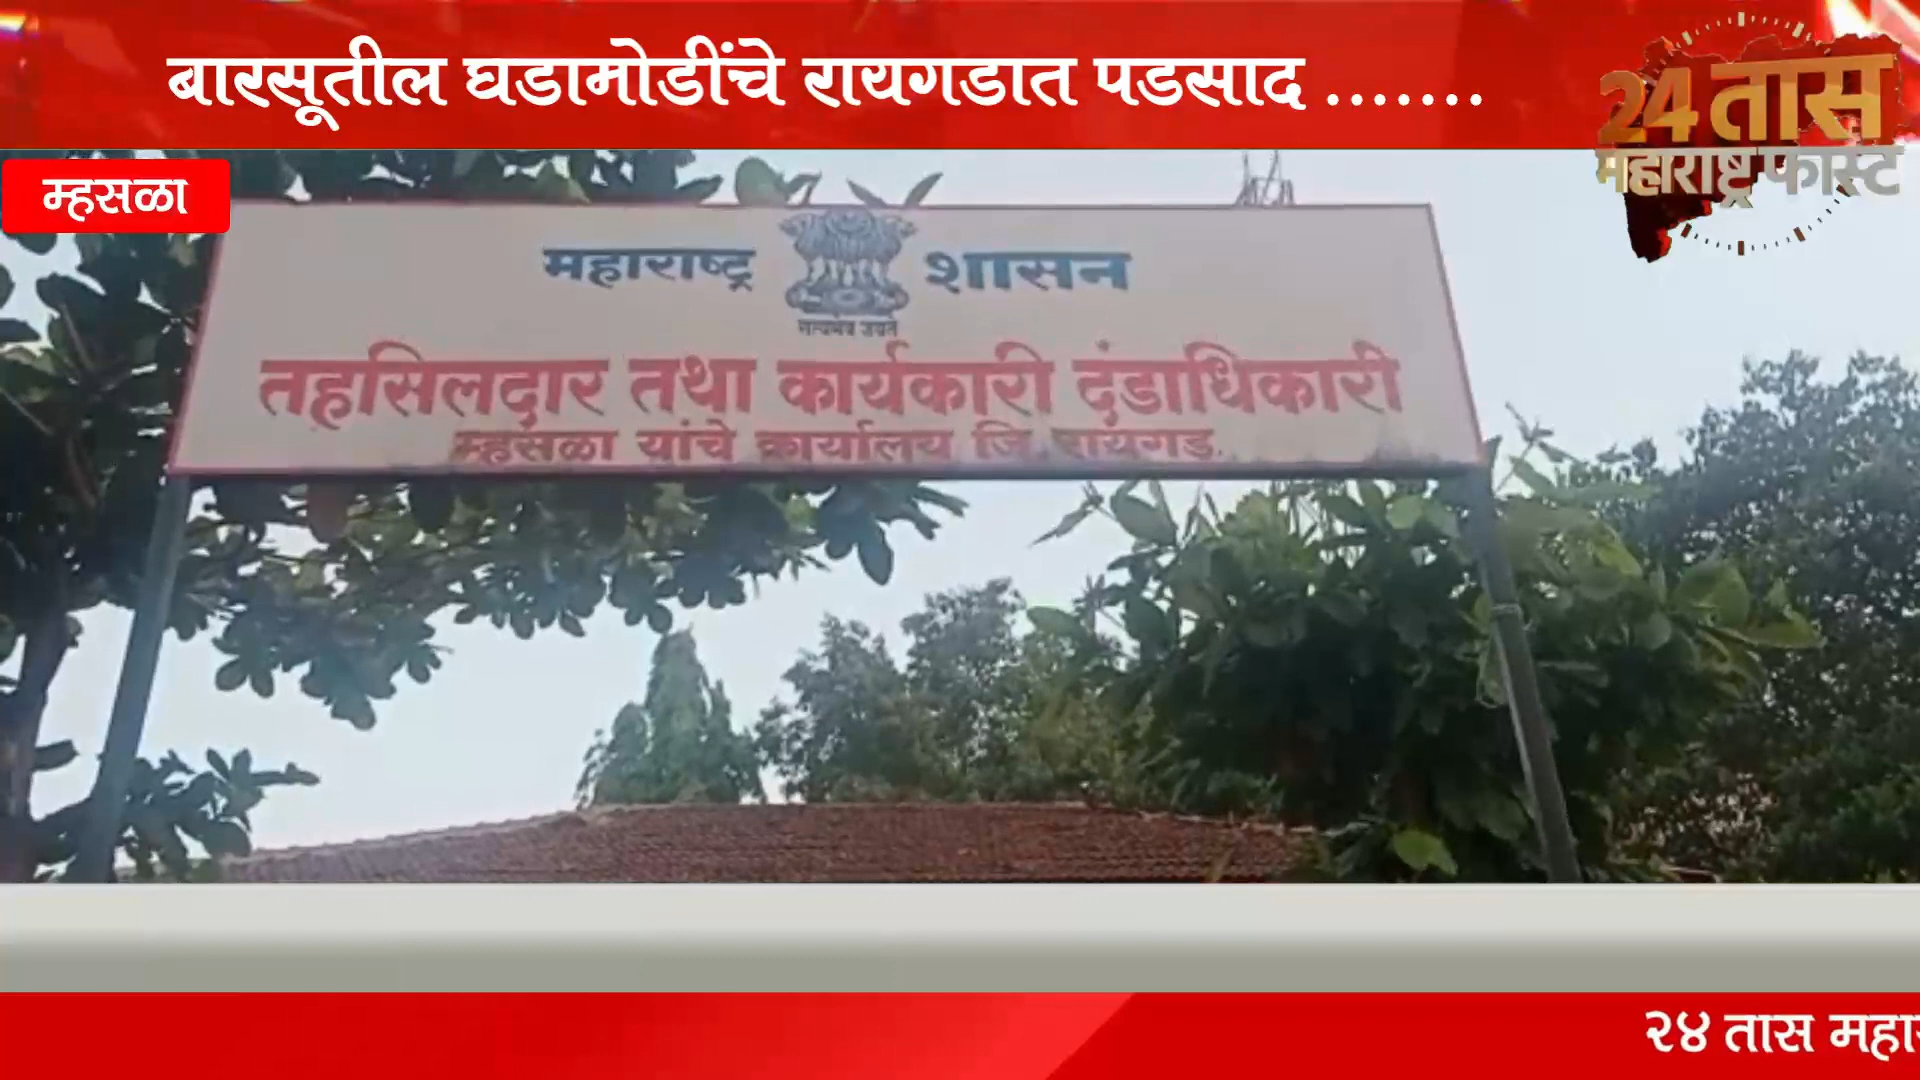 बारसूतील घडामोडींचे रायगडात पडसाद .......
24 तास
महाराष्ट्र फास्ट
म्हसळा
महाराष्ट्र शासन
सत्यमेव जयते
तहसिलदार तथा कार्यकारी दंडाधिकारी
म्हसळा यांचे कार्यालय जि. रायगड.
२४ तास महा